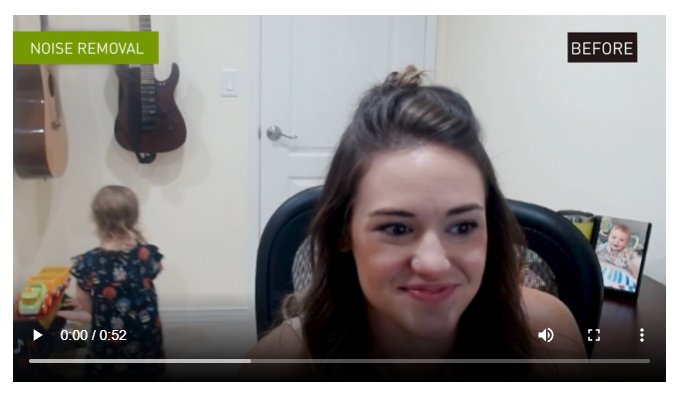 NOISE REMOVAL
BEFORE
0:00 / 0:52